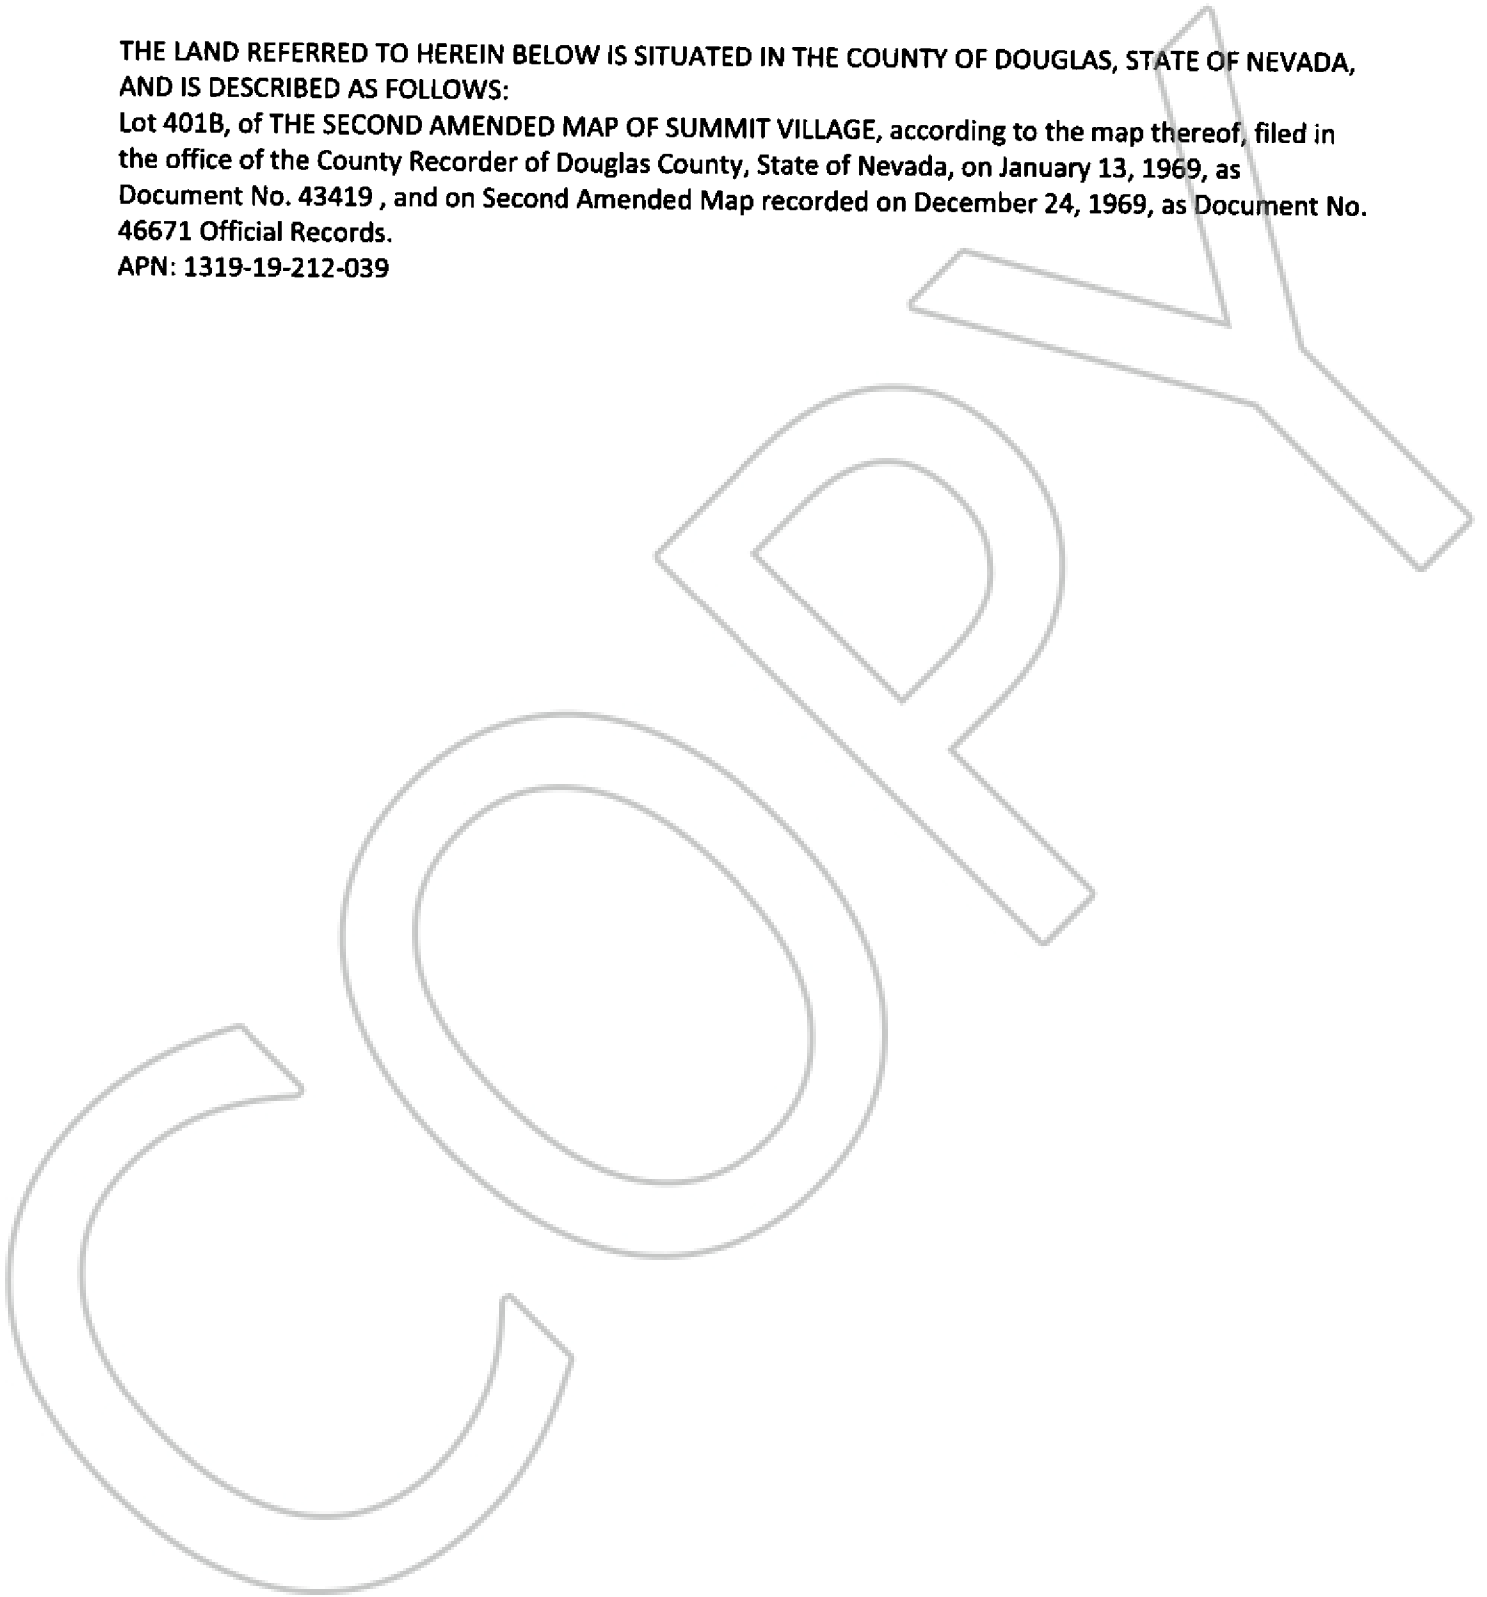 THE LAND REFERRED TO HEREIN BELOW IS SITUATED IN THE COUNTY OF DOUGLAS, STATE OF NEVADA,
AND IS DESCRIBED AS FOLLOWS:
Lot 401B, of THE SECOND AMENDED MAP OF SUMMIT VILLAGE, according to the map thereof, filed in
the office of the County Recorder of Douglas County, State of Nevada, on January 13, 1969, as
Document No. 43419 , and on Second Amended Map recorded on December 24, 1969, as Document No.
46671 Official Records.
APN: 1319-19-212-039
COPY